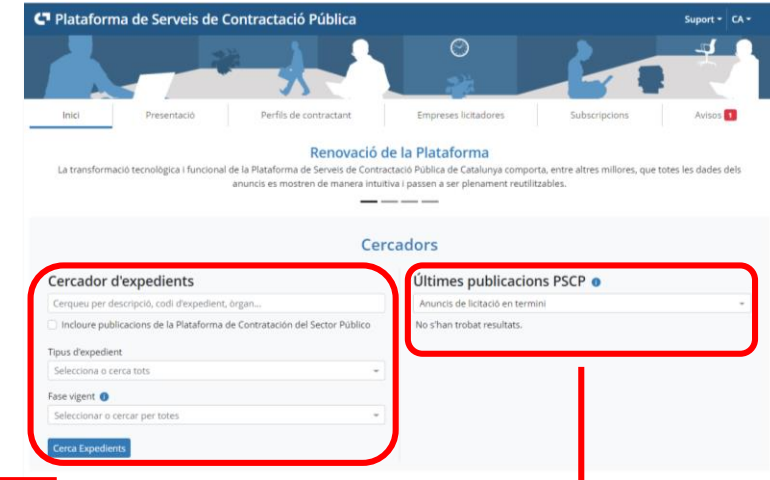 Plataforma de Serveis de Contractació Pública
Suport
CA
Inici
Presentació
Perfils de contractant
Empreses licitadores
Subscripcions
Avisos 1
Renovació de la Plataforma
La transformació tecnològica i funcional de la Plataforma de Serveis de Contractació Pública de Catalunya comporta, entre altres millores, que totes les dades dels
anuncis es mostren de manera intuitiva i passen a ser plenament reutilitzables.
Cercadors
Cercador d'expedients
Cerqueu per descripció, codi d'expedient, òrgan...
Incloure publicacions de la Plataforma de Contratación del Sector Público
Tipus d'expedient
Selecciona o cerca tots
Fase vigent
Seleccionar o cercar per totes
Cerca Expedients
Últimes publicacions PSCP
Anuncis de licitació en termini
No s'han trobat resultats.